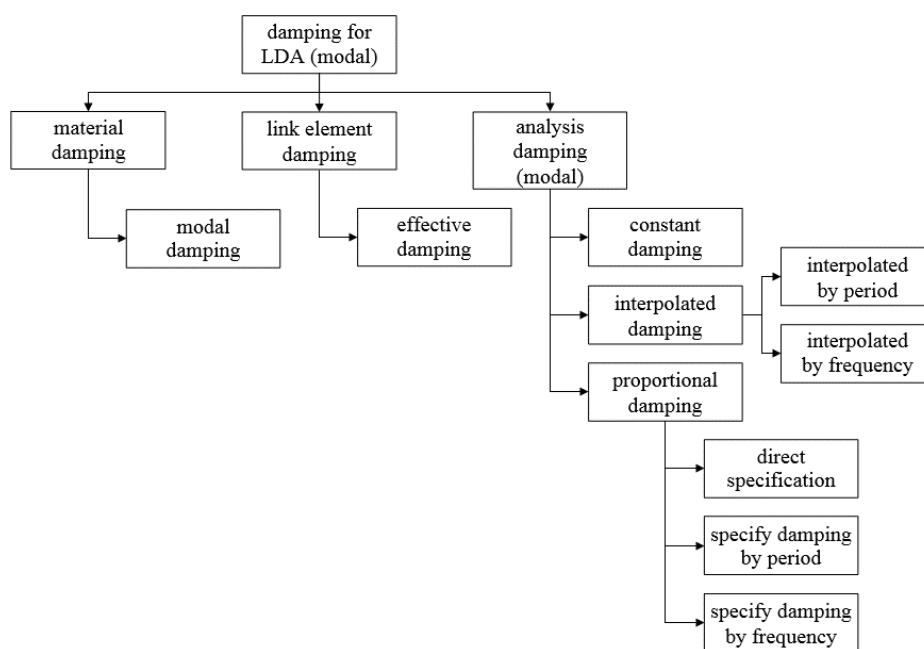 damping for
LDA (modal)
material
damping
link element
damping
analysis
damping
(modal)
modal
damping
effective
damping
constant
damping
interpolated
damping
interpolated
by period
interpolated
by frequency
proportional
damping
direct
specification
specify damping
by period
specify damping
by frequency